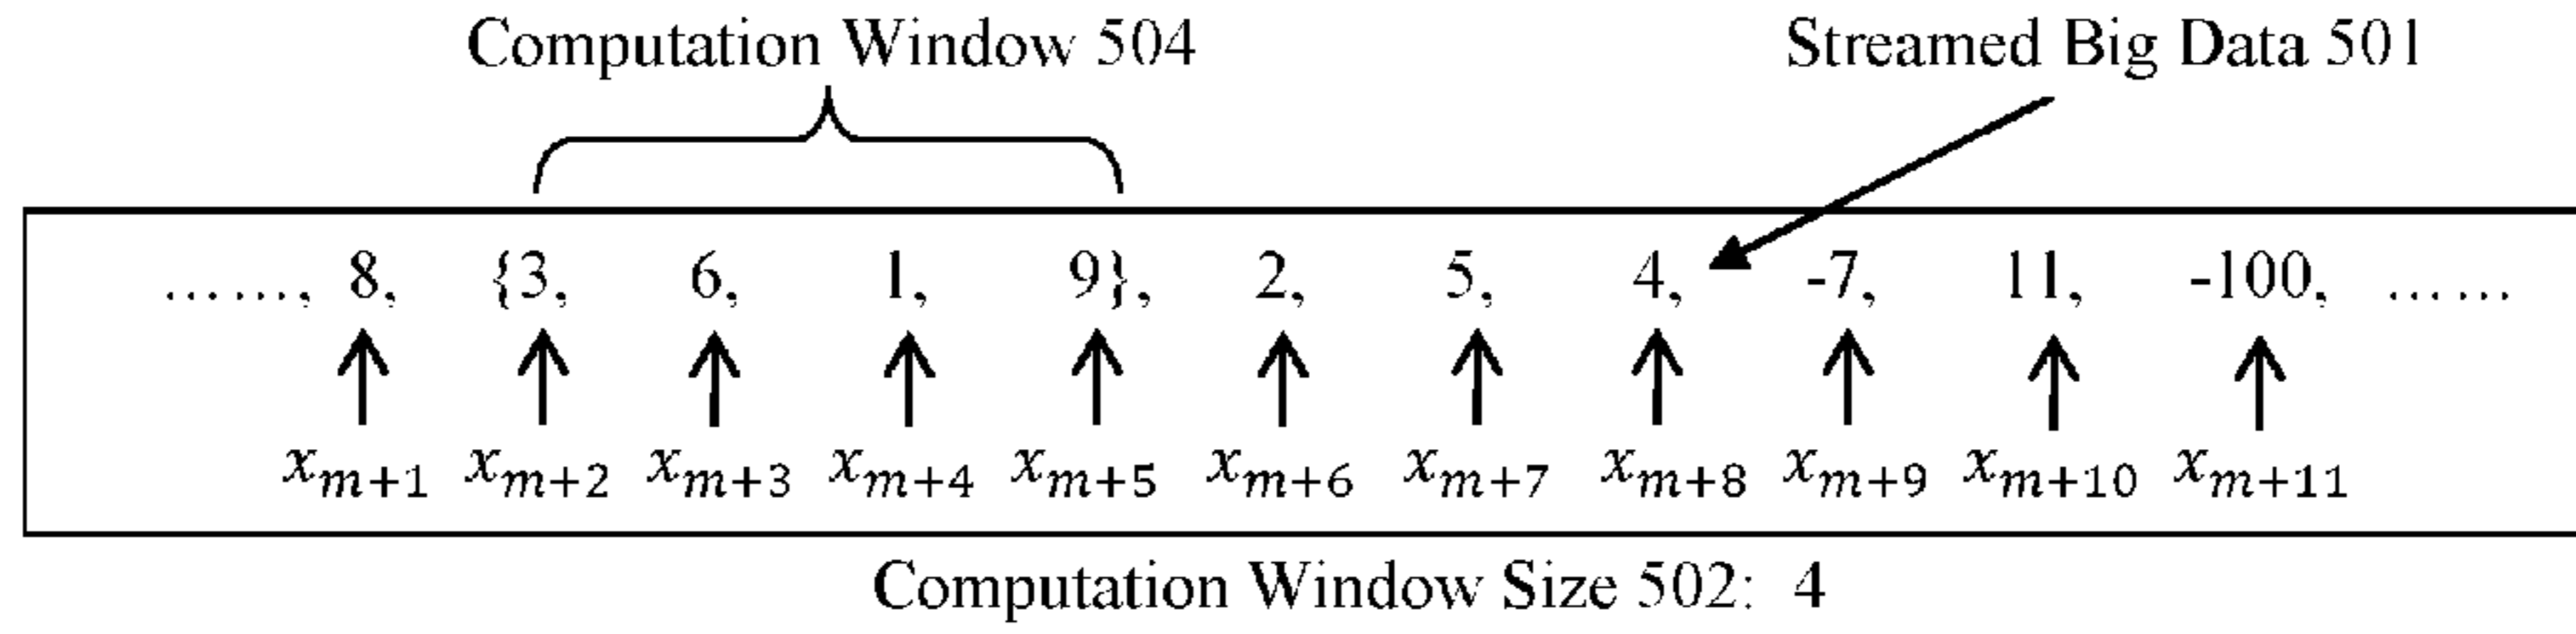 Computation Window 504 Streamed Big Data 501
……, 8, {3, 6, 1, 9}, 2, 5, 4, -7, 11, -100, ……
x_{m+1} x_{m+2} x_{m+3} x_{m+4} x_{m+5} x_{m+6} x_{m+7} x_{m+8} x_{m+9} x_{m+10} x_{m+11}
Computation Window Size 502: 4